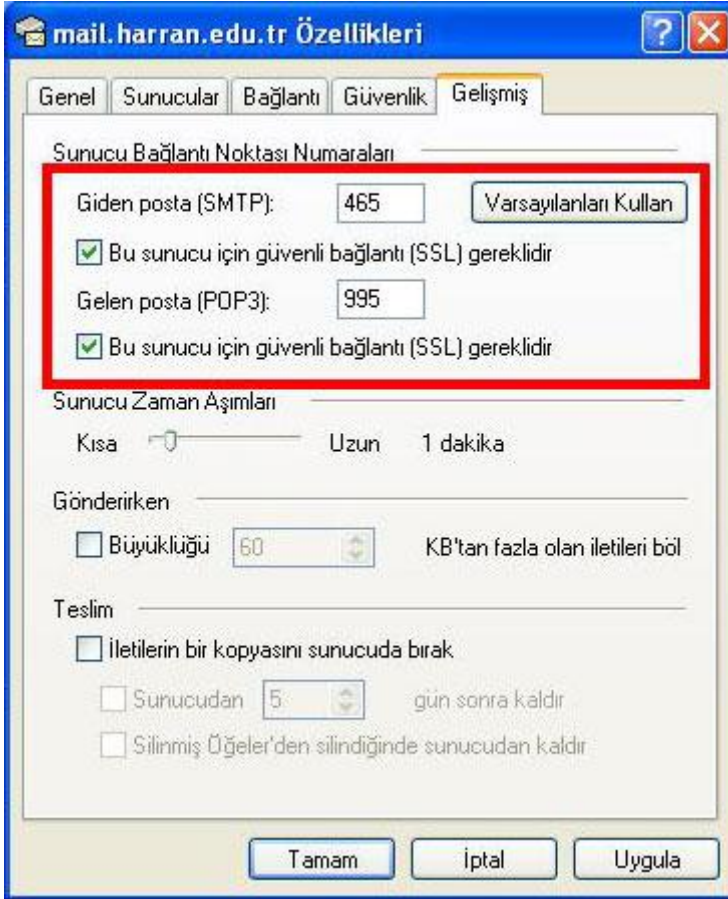 mail.harran.edu.tr Özellikleri
Genel Sunucular Bağlantı Güvenlik Gelişmiş
Sunucu Bağlantı Noktası Numaraları
Giden posta (SMTP): 465 Varsayılanları Kullan
Bu sunucu için güvenli bağlantı (SSL) gereklidir
Gelen posta (POP3): 995
Bu sunucu için güvenli bağlantı (SSL) gereklidir
Sunucu Zaman Aşımları
Kısa Uzun 1 dakika
Gönderirken
Büyüklüğü 60 KB'tan fazla olan iletileri böl
Teslim
İletilerin bir kopyasını sunucuda bırak
Sunucudan 5 gün sonra kaldır
Silinmiş Öğeler'den silindiğinde sunucudan kaldır
Tamam İptal Uygula